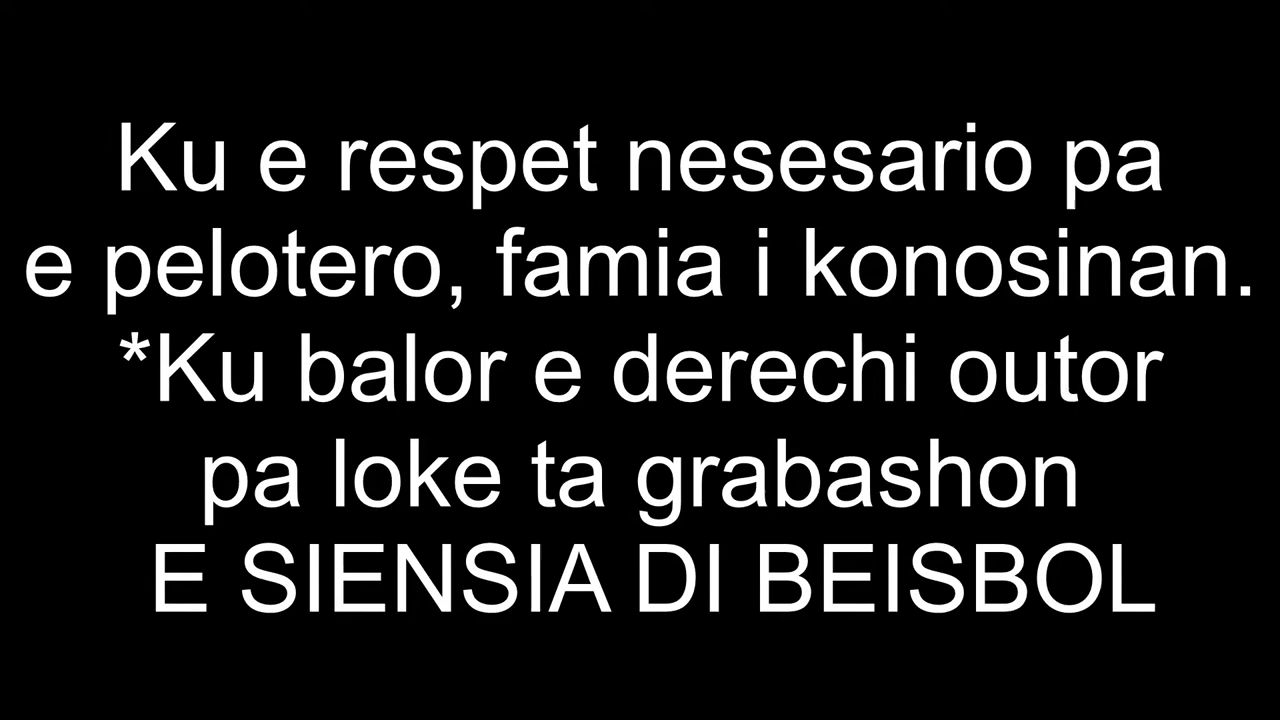 Ku e respet nesesario pa
e pelotero, famia i konosinan.
*Ku balor e derechi outor
pa loke ta grabashon
E SIENSIA DI BEISBOL